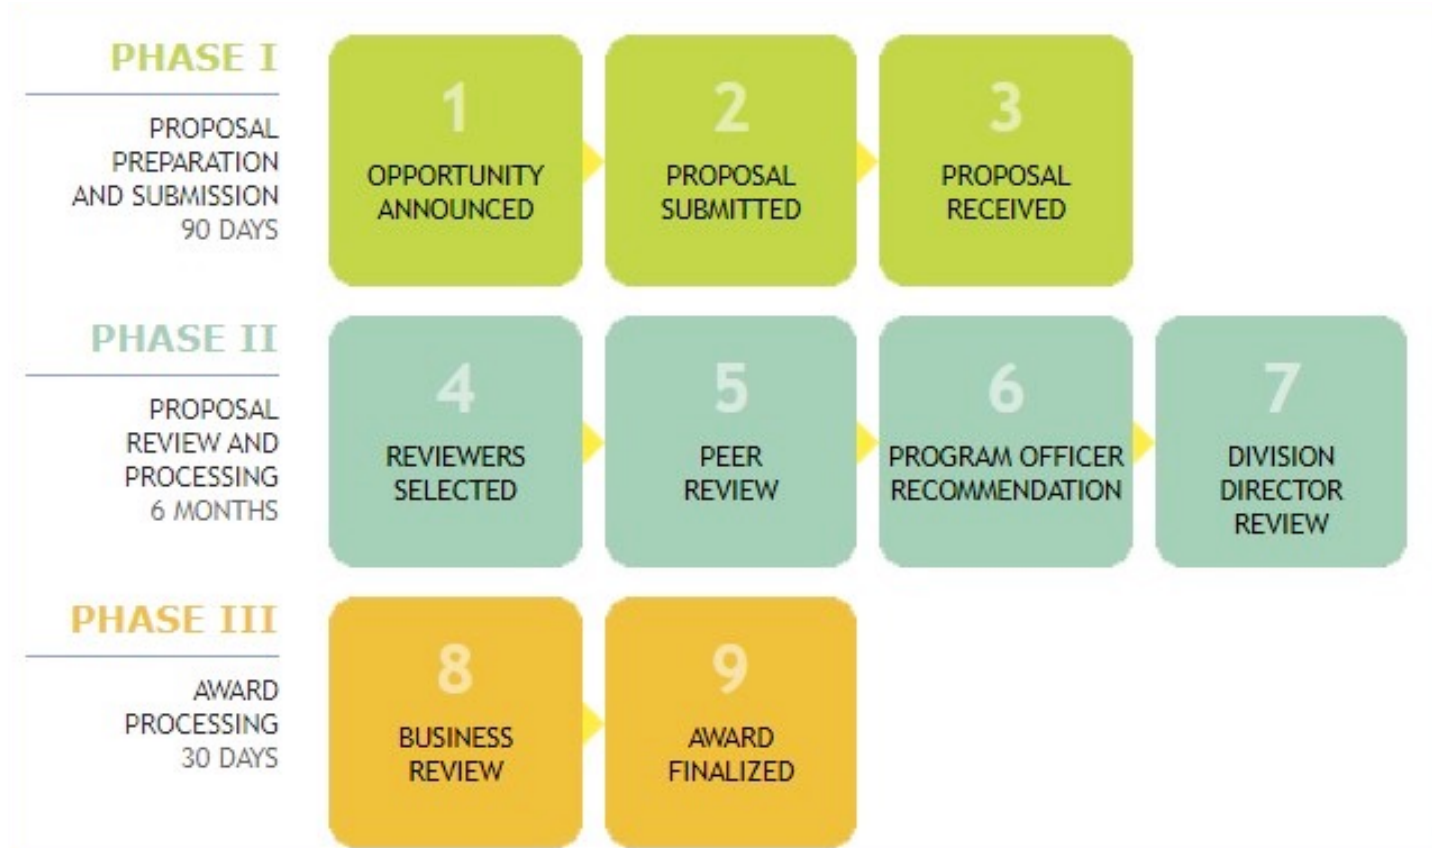 PHASE I
PROPOSAL
PREPARATION
AND SUBMISSION
90 DAYS
1
OPPORTUNITY
ANNOUNCED
2
PROPOSAL
SUBMITTED
3
PROPOSAL
RECEIVED
PHASE II
PROPOSAL
REVIEW AND
PROCESSING
6 MONTHS
4
REVIEWERS
SELECTED
5
PEER
REVIEW
6
PROGRAM OFFICER
RECOMMENDATION
7
DIVISION
DIRECTOR
REVIEW
PHASE III
AWARD
PROCESSING
30 DAYS
8
BUSINESS
REVIEW
9
AWARD
FINALIZED